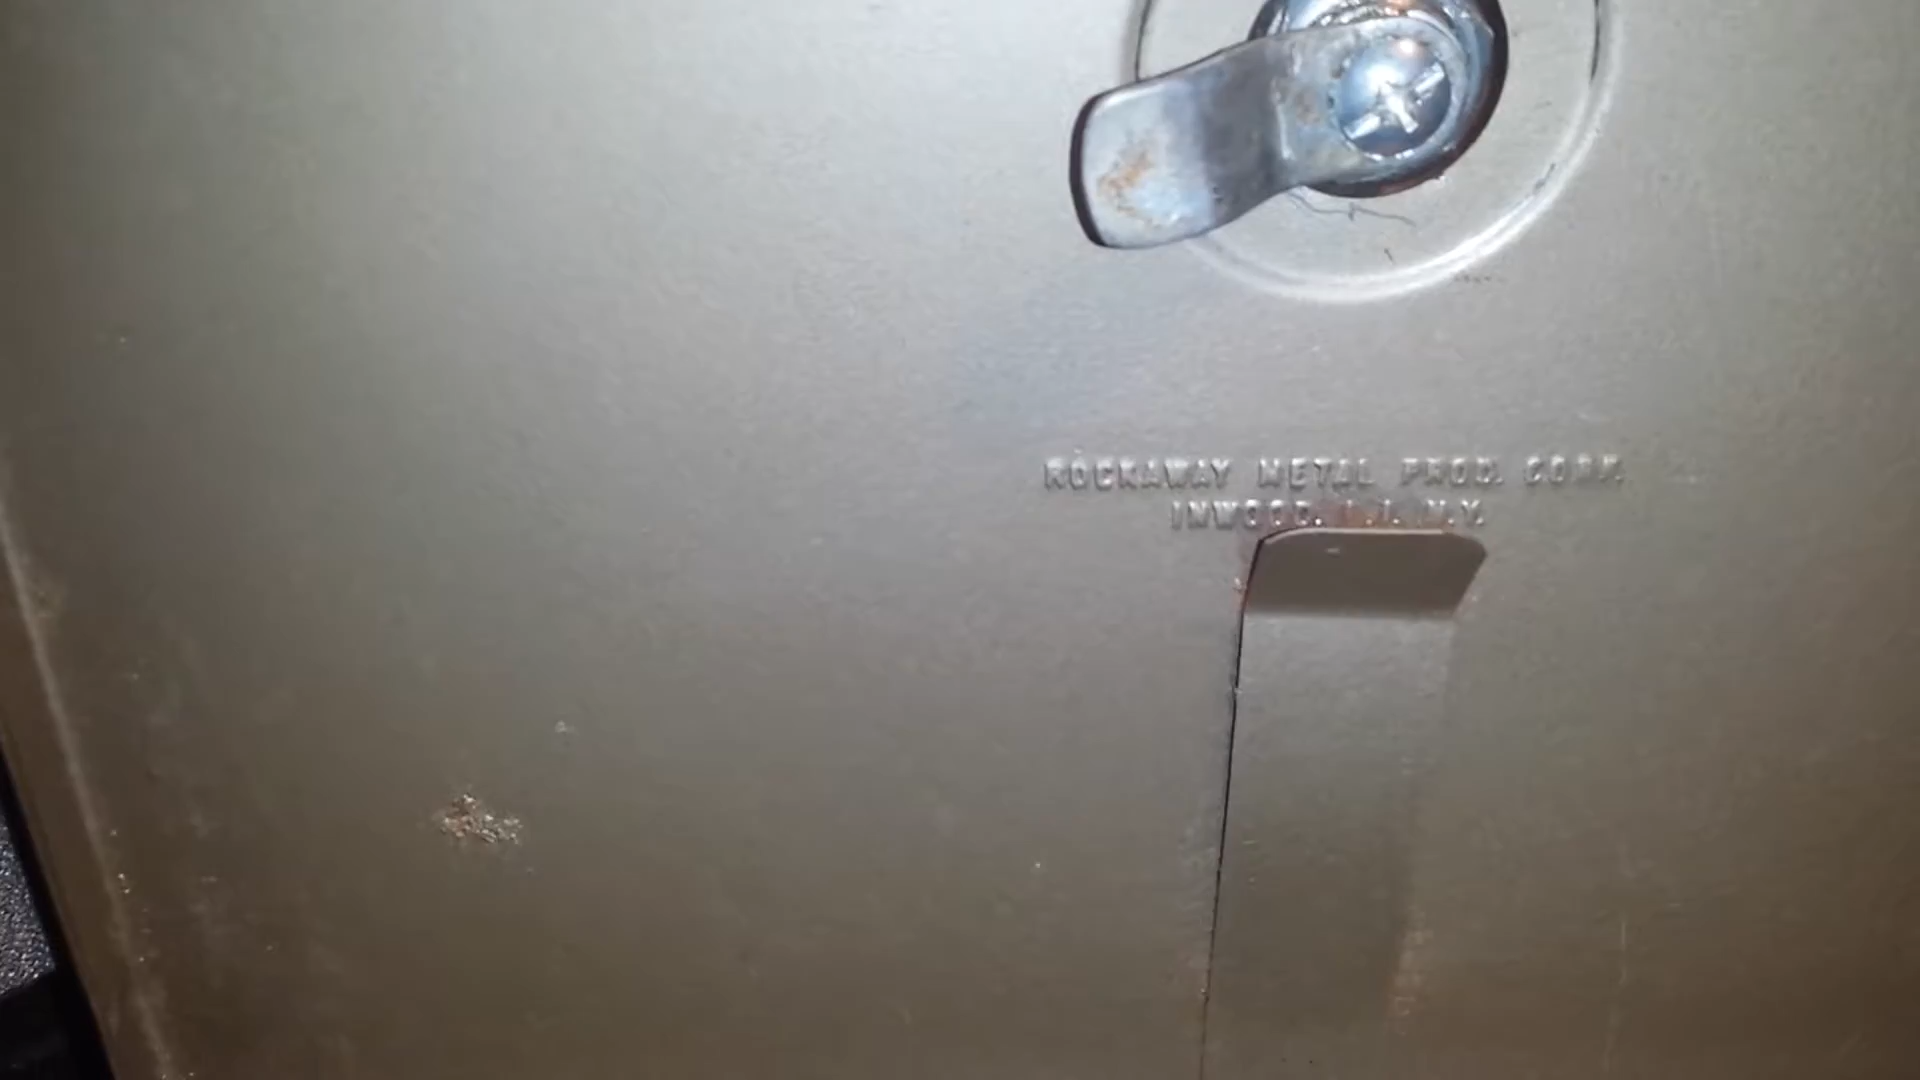 ROCKAWAY METAL PROD. CORP.
INWOOD, L.I. N.Y.